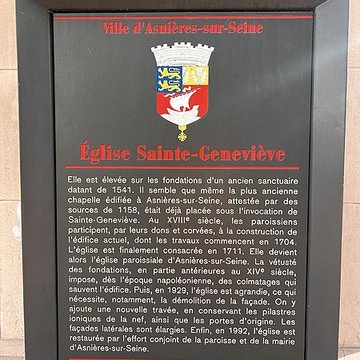 Ville d'Asnières-sur-Seine
Église Sainte-Geneviève
Elle est élevée sur les fondations d'un ancien sanctuaire
datant de 1541. Il semble que même la plus ancienne
chapelle édifiée à Asnières-sur-Seine, attestée par des
sources de 1158, était déjà placée sous l'invocation de
Sainte-Geneviève. Au XVIIIe siècle, les paroissiens
participent, par leurs dons et corvées, à la construction de
l'édifice actuel, dont les travaux commencent en 1704.
L'église est finalement consacrée en 1711. Elle devient
alors l'église paroissiale d'Asnières-sur-Seine. La vétusté
des fondations, en partie antérieures au XIVe siècle,
impose, dès l'époque napoléonienne, des colmatages qui
sauvent l'édifice. Puis, en 1929, l'église est agrandie, ce qui
nécessite, notamment, la démolition de la façade. On y
ajoute une nouvelle travée, en conservant les pilastres
ioniques de la nef, ainsi que les portes d'origine. Les
façades latérales sont élargies. Enfin, en 1992, l'église est
restaurée par l'effort conjoint de la paroisse et de la mairie
d'Asnières-sur-Seine.